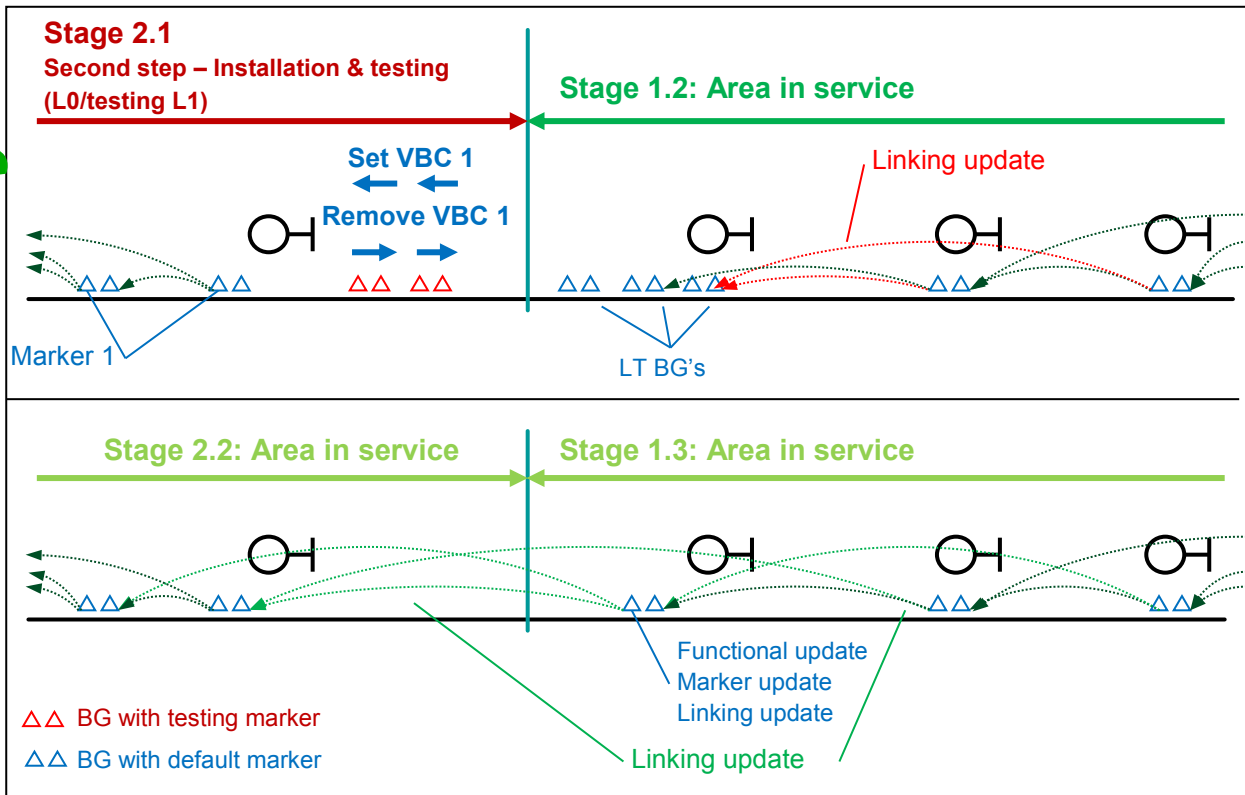 Stage 2.1
Second step – Installation & testing
(L0/testing L1)
Stage 1.2: Area in service
Set VBC 1
Remove VBC 1
Linking update
Marker 1
LT BG's
Stage 2.2: Area in service
Stage 1.3: Area in service
Functional update
Marker update
Linking update
BG with testing marker
BG with default marker
Linking update